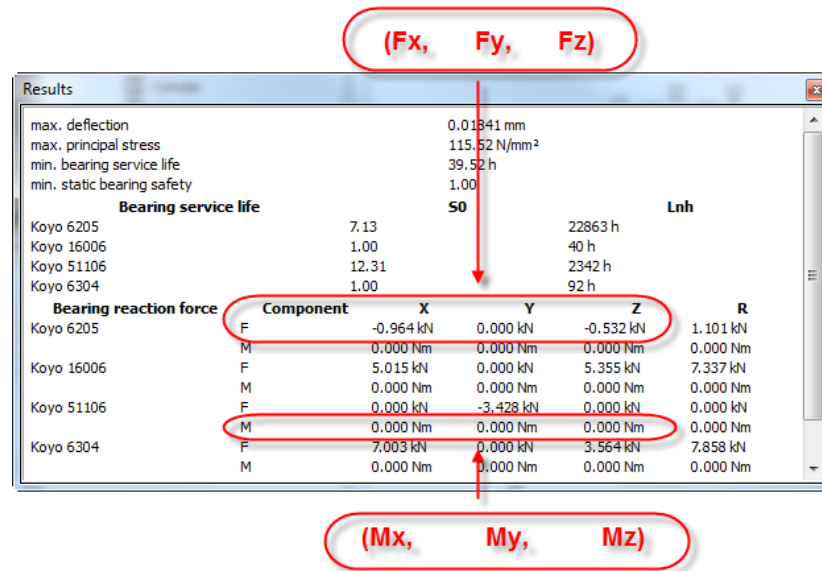 (Fx, Fy, Fz)
Results
max. deflection 0.01841 mm
max. principal stress 115.52 N/mm²
min. bearing service life 39.52 h
min. static bearing safety 1.00
Bearing service life S0 Lnh
Koyo 6205 7.13 22863 h
Koyo 16006 1.00 40 h
Koyo 51106 12.31 2342 h
Koyo 6304 1.00 92 h
Bearing reaction force Component X Y Z R
Koyo 6205 F -0.964 kN 0.000 kN -0.532 kN 1.101 kN
M 0.000 Nm 0.000 Nm 0.000 Nm 0.000 Nm
Koyo 16006 F 5.015 kN 0.000 kN 5.355 kN 7.337 kN
M 0.000 Nm 0.000 Nm 0.000 Nm 0.000 Nm
Koyo 51106 F 0.000 kN -3.428 kN 0.000 kN 0.000 kN
M 0.000 Nm 0.000 Nm 0.000 Nm 0.000 Nm
Koyo 6304 F 7.003 kN 0.000 kN 3.564 kN 7.858 kN
M 0.000 Nm 0.000 Nm 0.000 Nm 0.000 Nm
(Mx, My, Mz)